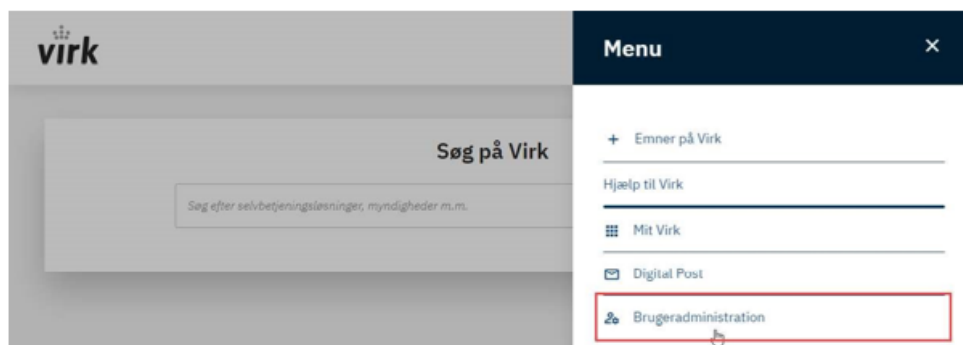 virk
Menu
Søg på Virk
Søg efter selvbetjeningsløsninger, myndigheder m.m.
Emner på Virk
Hjælp til Virk
Mit Virk
Digital Post
Brugeradministration